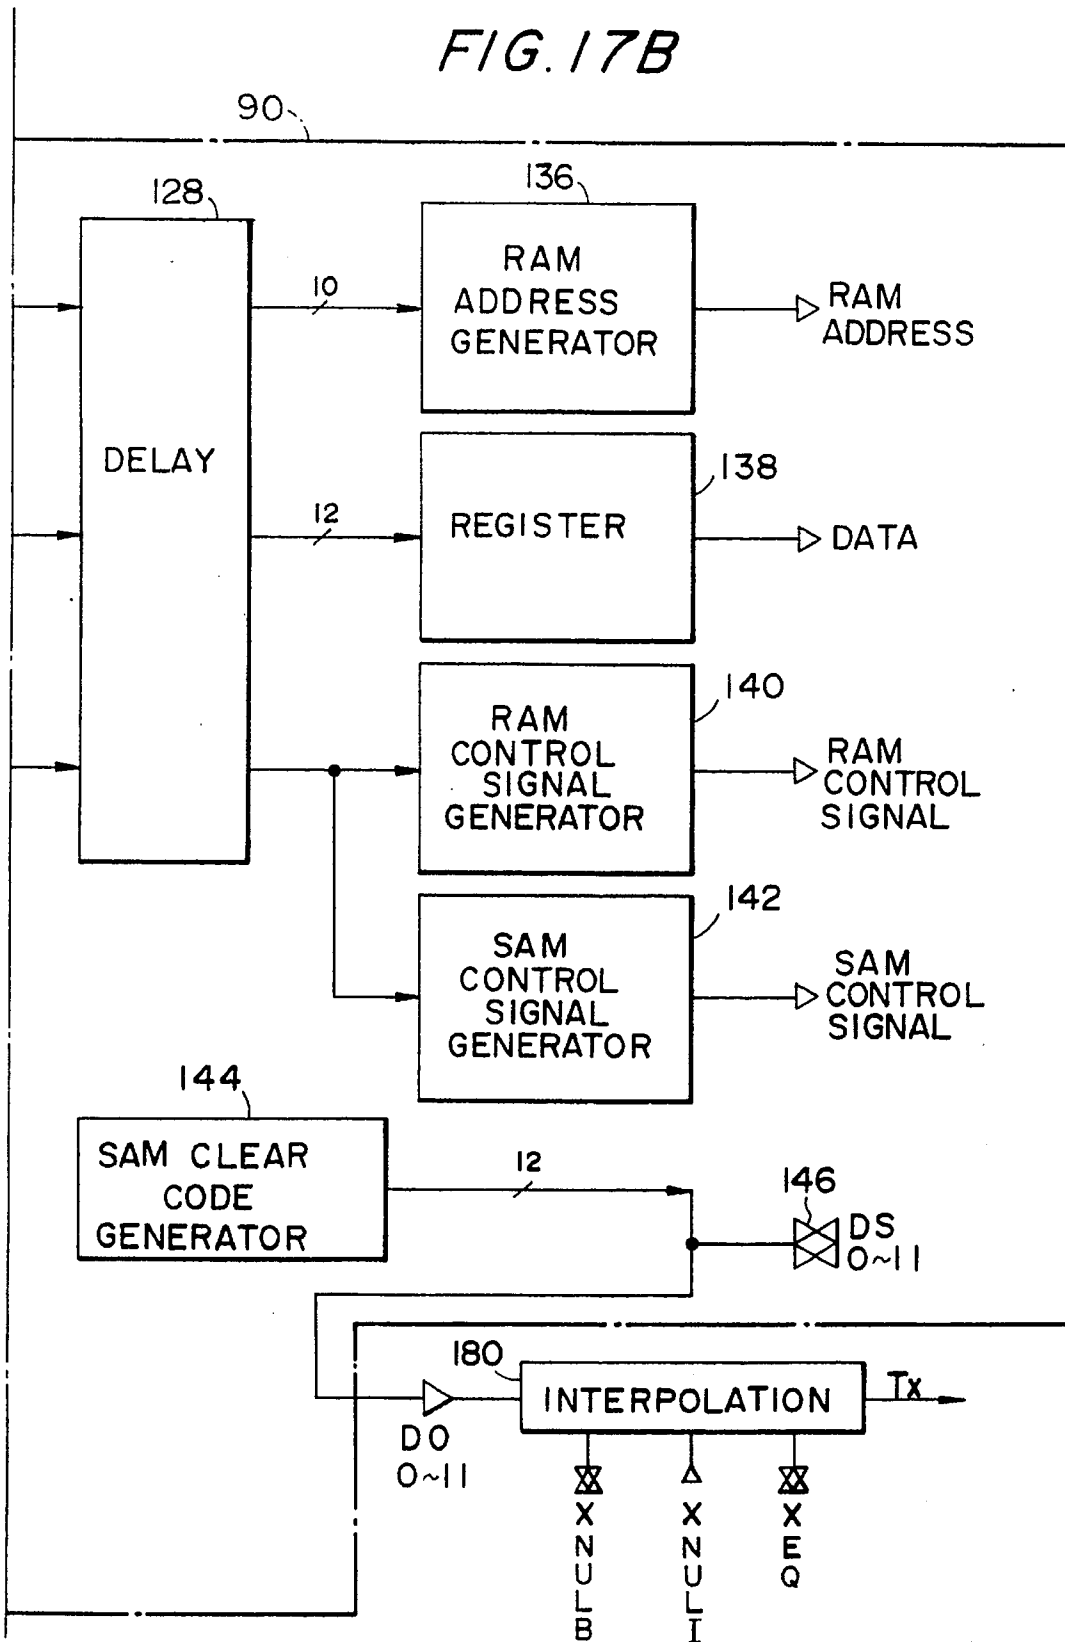 FIG. 17B
90
128
136
DELAY
10
RAM
ADDRESS
GENERATOR
RAM
ADDRESS
12
REGISTER
138
DATA
RAM
CONTROL
SIGNAL
GENERATOR
140
RAM
CONTROL
SIGNAL
SAM
CONTROL
SIGNAL
GENERATOR
142
SAM
CONTROL
SIGNAL
144
SAM CLEAR
CODE
GENERATOR
12
146
DS
0~11
180
INTERPOLATION
Tx
DO
0~11
XNULB
XNULI
XEQ